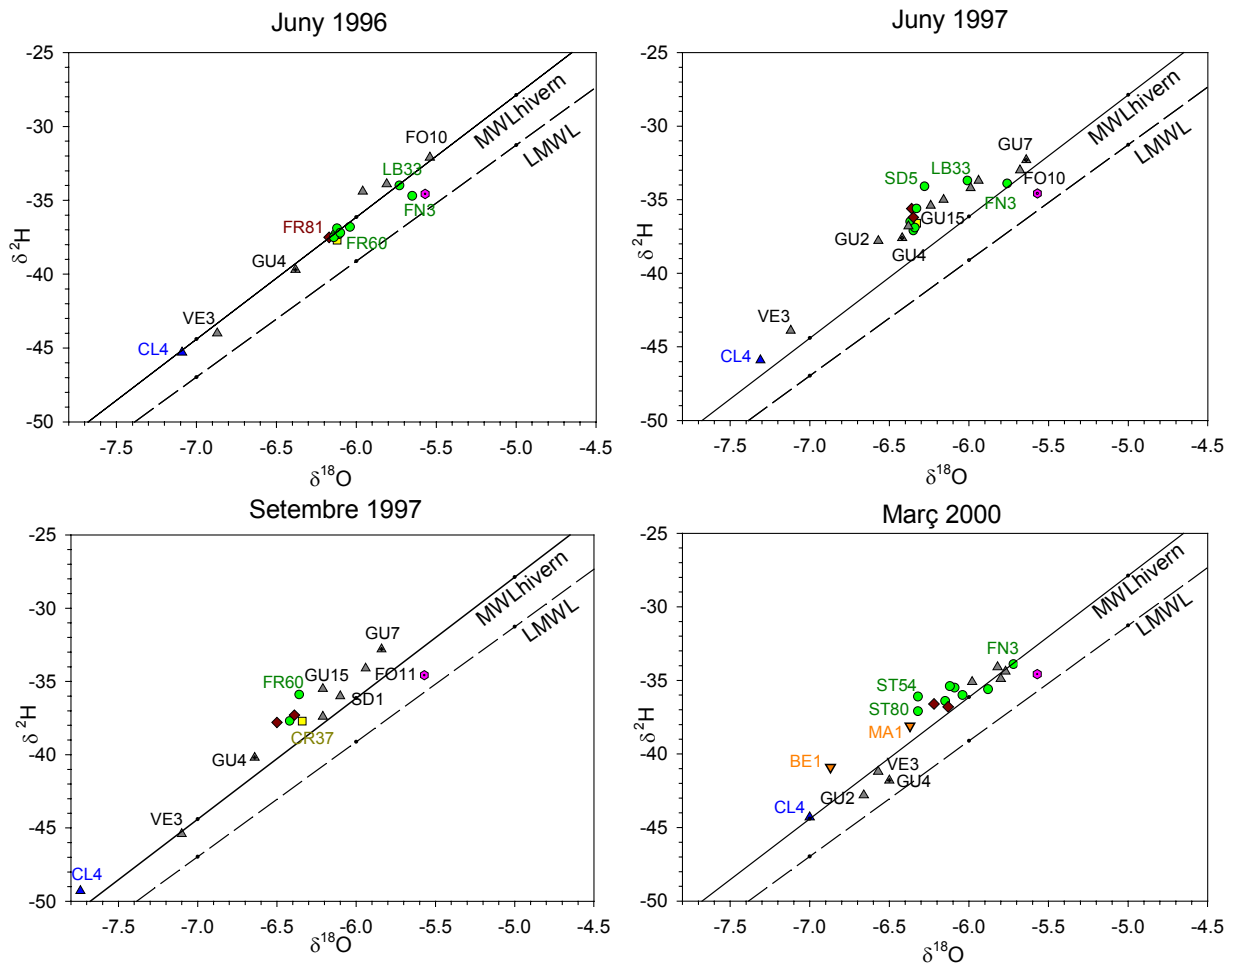 Juny 1996
-25
-30
-35
-40
-45
-50
δ ²H
MWLhivern
LMWL
FO10
LB33
FN3
FR81
FR60
GU4
VE3
CL4
-7.5 -7.0 -6.5 -6.0 -5.5 -5.0 -4.5
δ¹⁸O
Juny 1997
-25
-30
-35
-40
-45
-50
δ ²H
MWLhivern
LMWL
GU7
LB33
SD5
FO10
FN3
GU15
GU2
GU4
VE3
CL4
-7.5 -7.0 -6.5 -6.0 -5.5 -5.0 -4.5
δ¹⁸O
Setembre 1997
-25
-30
-35
-40
-45
-50
δ ²H
MWLhivern
LMWL
GU7
GU15
FO11
FR60
SD1
CR37
GU4
VE3
CL4
-7.5 -7.0 -6.5 -6.0 -5.5 -5.0 -4.5
δ¹⁸O
Març 2000
-25
-30
-35
-40
-45
-50
δ ²H
MWLhivern
LMWL
FN3
ST54
ST80
MA1
BE1
VE3
GU4
GU2
CL4
-7.5 -7.0 -6.5 -6.0 -5.5 -5.0 -4.5
δ¹⁸O